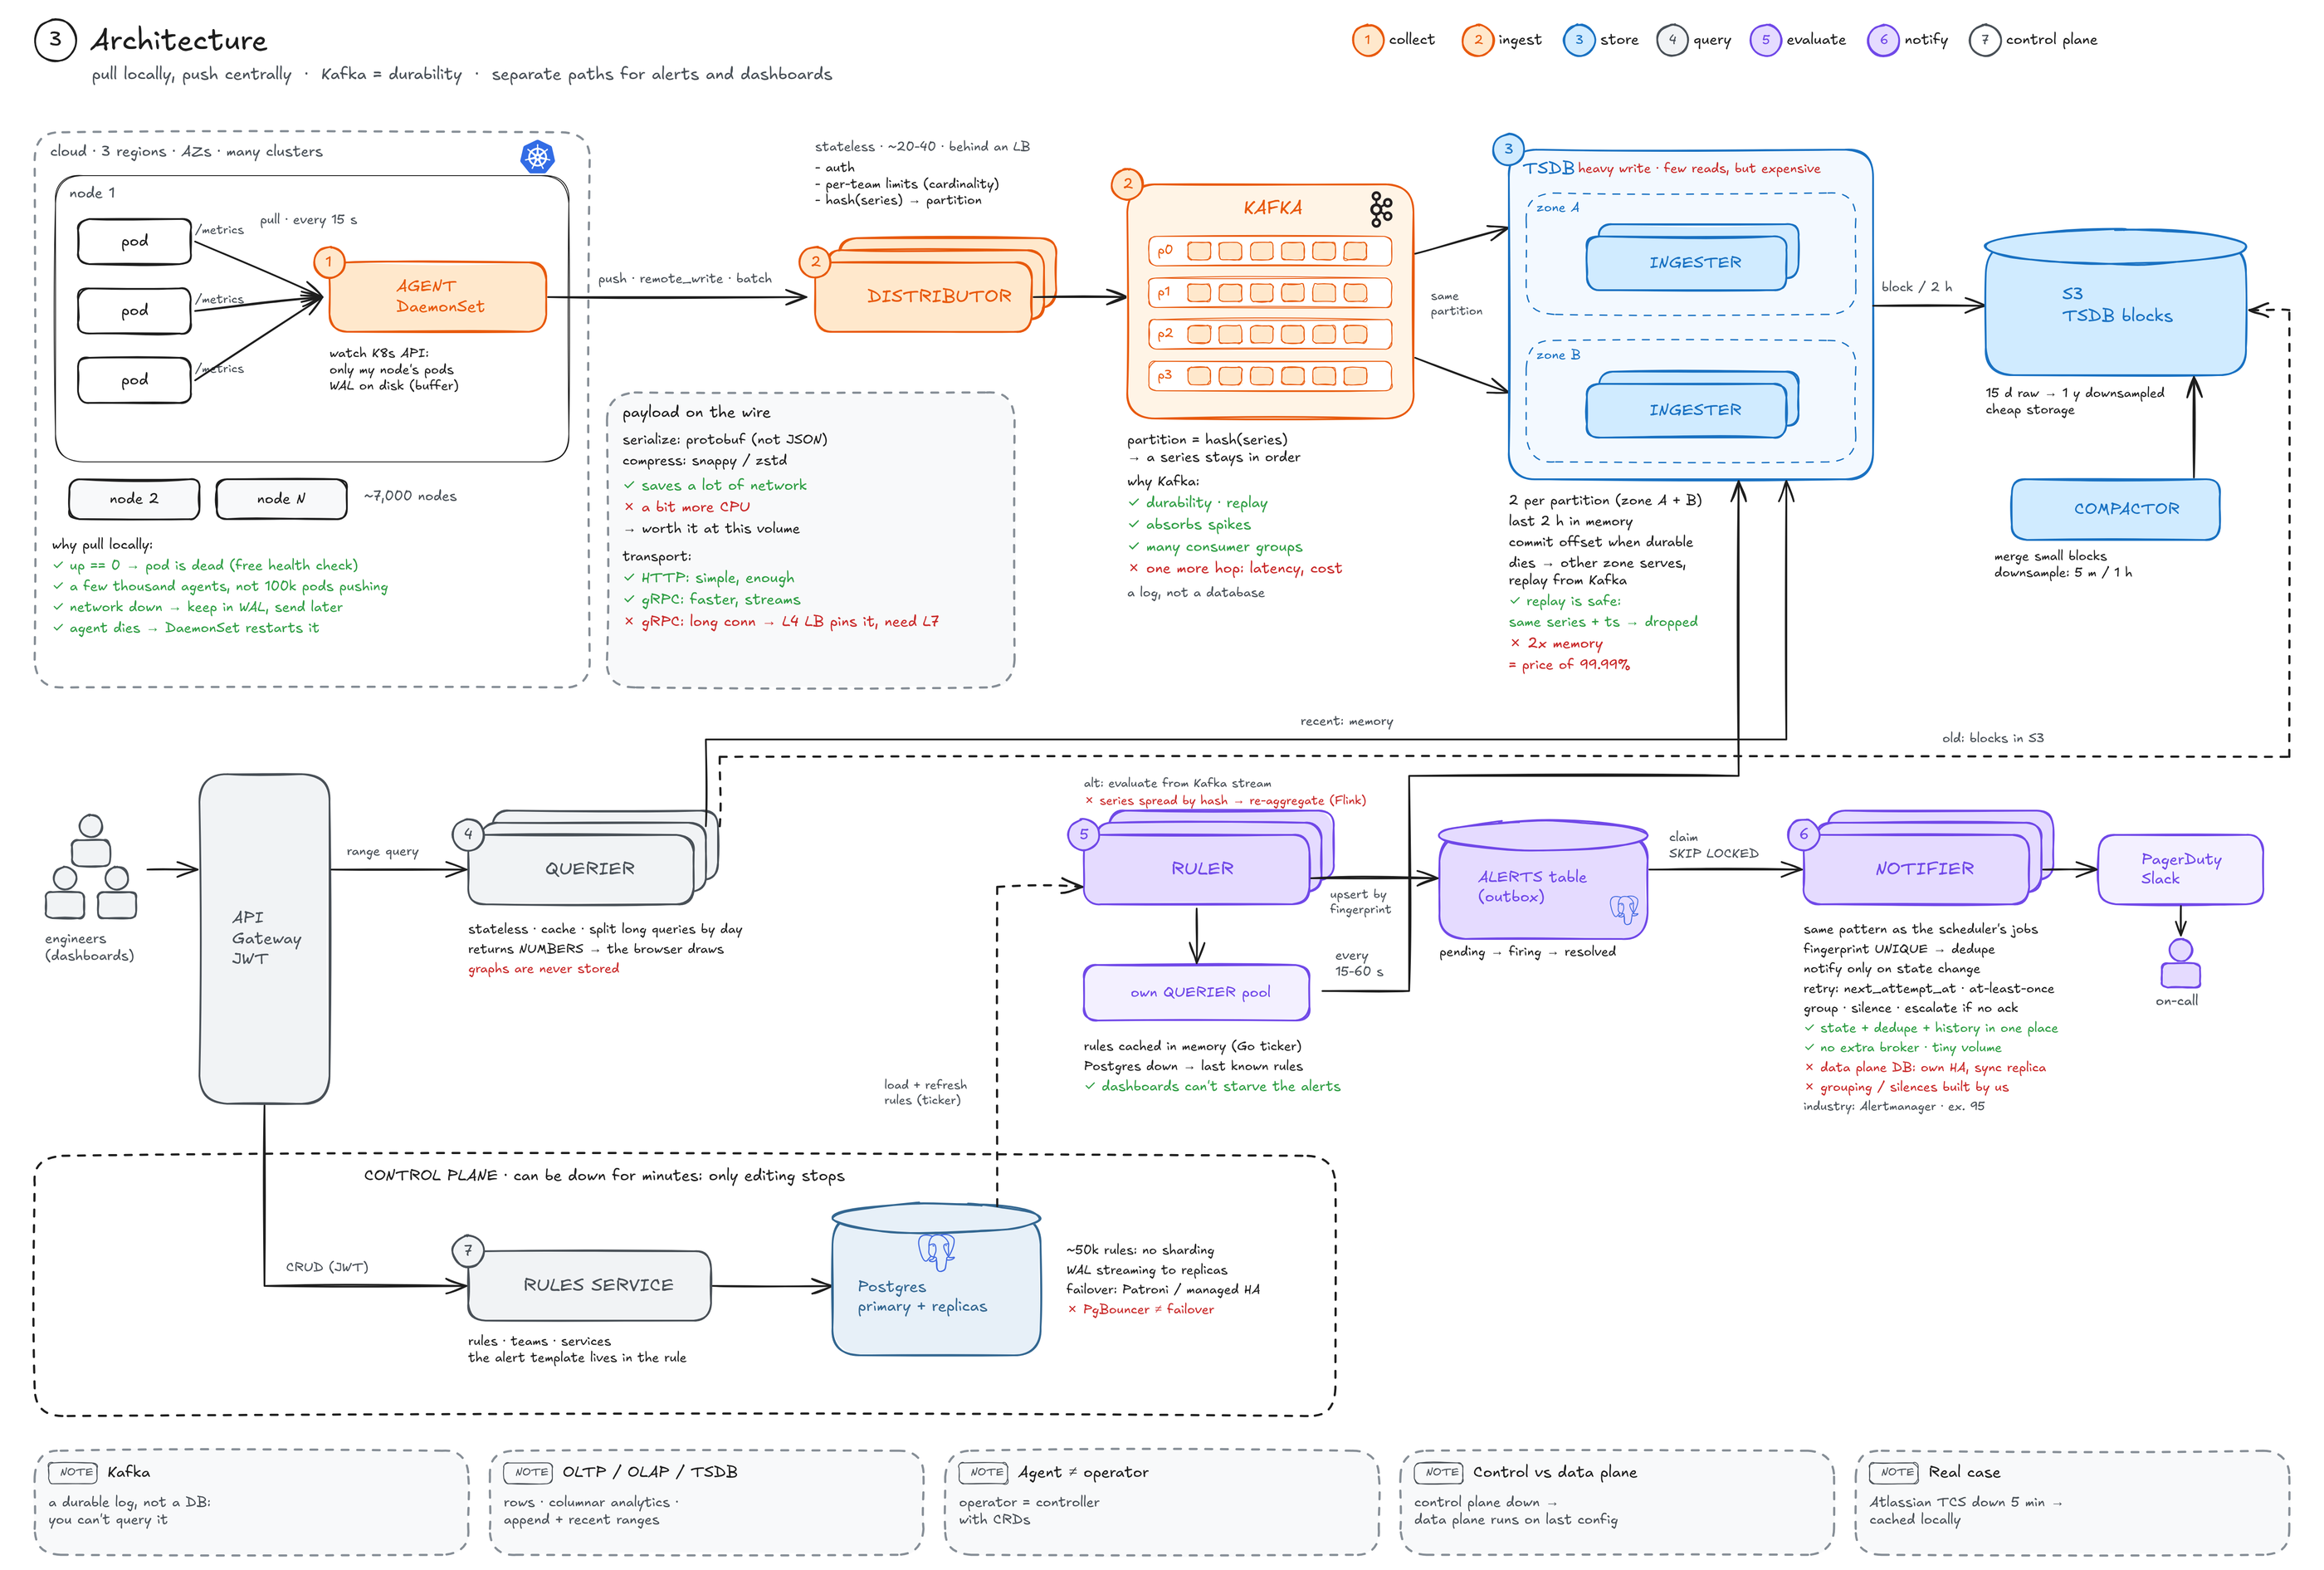 3 Architecture
pull locally, push centrally · Kafka = durability · separate paths for alerts and dashboards
1 collect
2 ingest
3 store
4 query
5 evaluate
6 notify
7 control plane
cloud · 3 regions · AZs · many clusters
node 1
pod
pod
pod
/metrics
/metrics
/metrics
pull · every 15 s
1
AGENT
DaemonSet
watch K8s API:
only my node's pods
WAL on disk (buffer)
node 2
node N
~7,000 nodes
why pull locally:
✓ up == 0 → pod is dead (free health check)
✓ a few thousand agents, not 100k pods pushing
✓ network down → keep in WAL, send later
✓ agent dies → DaemonSet restarts it
push · remote_write · batch
stateless · ~20-40 · behind an LB
- auth
- per-team limits (cardinality)
- hash(series) → partition
2
DISTRIBUTOR
payload on the wire
serialize: protobuf (not JSON)
compress: snappy / zstd
✓ saves a lot of network
× a bit more CPU
→ worth it at this volume
transport:
✓ HTTP: simple, enough
✓ gRPC: faster, streams
× gRPC: long conn → L4 LB pins it, need L7
2
KAFKA
p0
p1
p2
p3
partition = hash(series)
→ a series stays in order
why Kafka:
✓ durability · replay
✓ absorbs spikes
✓ many consumer groups
× one more hop: latency, cost
a log, not a database
same
partition
3
TSDB heavy write · few reads, but expensive
zone A
INGESTER
zone B
INGESTER
2 per partition (zone A + B)
last 2 h in memory
commit offset when durable
dies → other zone serves,
replay from Kafka
✓ replay is safe:
same series + ts → dropped
× 2x memory
= price of 99.99%
block / 2 h
S3
TSDB blocks
15 d raw → 1 y downsampled
cheap storage
COMPACTOR
merge small blocks
downsample: 5 m / 1 h
recent: memory
old: blocks in S3
engineers
(dashboards)
API
Gateway
JWT
range query
4
QUERIER
stateless · cache · split long queries by day
returns NUMBERS → the browser draws
graphs are never stored
alt: evaluate from Kafka stream
× series spread by hash → re-aggregate (Flink)
5
RULER
upsert by
fingerprint
own QUERIER pool
every
15-60 s
rules cached in memory (Go ticker)
Postgres down → last known rules
✓ dashboards can't starve the alerts
load + refresh
rules (ticker)
ALERTS table
(outbox)
pending → firing → resolved
claim
SKIP LOCKED
6
NOTIFIER
same pattern as the scheduler's jobs
fingerprint UNIQUE → dedupe
notify only on state change
retry: next_attempt_at · at-least-once
group · silence · escalate if no ack
✓ state + dedupe + history in one place
✓ no extra broker · tiny volume
× data plane DB: own HA, sync replica
× grouping / silences built by us
industry: Alertmanager · ex. 95
PagerDuty
Slack
on-call
CONTROL PLANE · can be down for minutes: only editing stops
CRUD (JWT)
7
RULES SERVICE
rules · teams · services
the alert template lives in the rule
Postgres
primary + replicas
~50k rules: no sharding
WAL streaming to replicas
failover: Patroni / managed HA
× PgBouncer ≠ failover
NOTE Kafka
a durable log, not a DB:
you can't query it
NOTE OLTP / OLAP / TSDB
rows · columnar analytics ·
append + recent ranges
NOTE Agent ≠ operator
operator = controller
with CRDs
NOTE Control vs data plane
control plane down →
data plane runs on last config
NOTE Real case
Atlassian TCS down 5 min →
cached locally